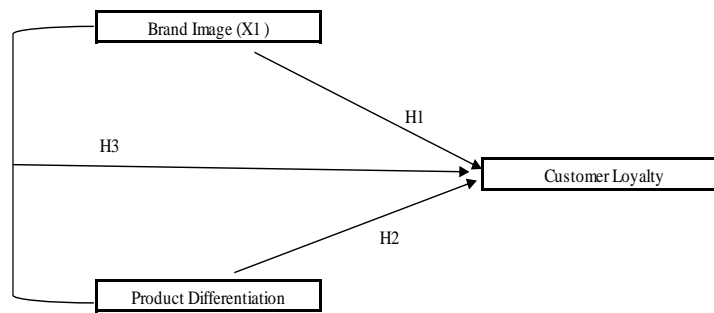 Brand Image (X1 )
H1
H3
Customer Loyalty
H2
Product Differentiation